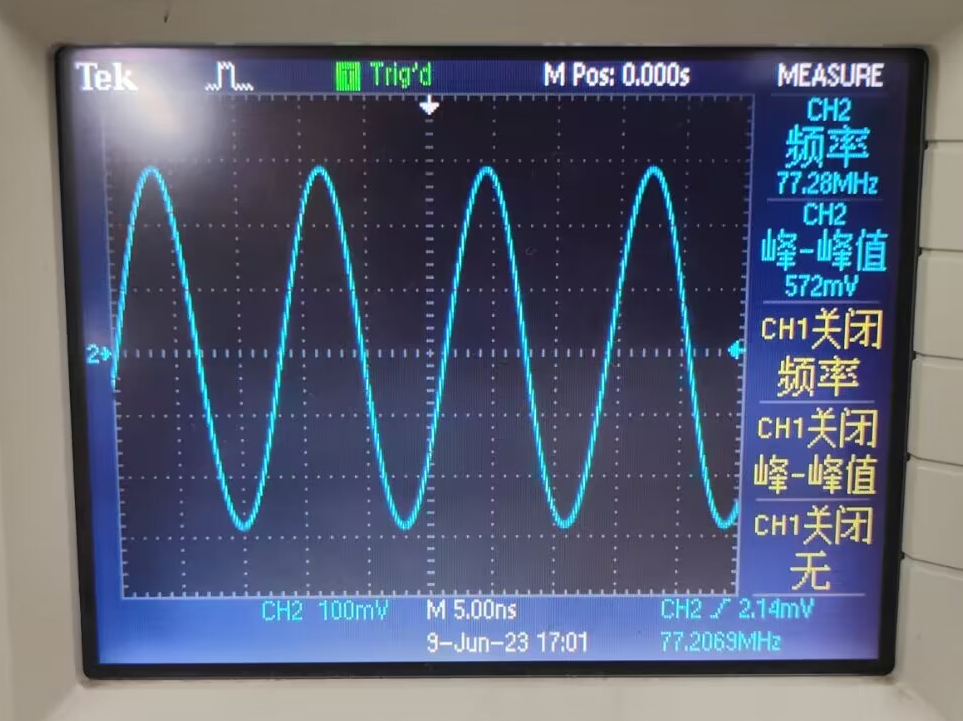 Tek
T Trig'd
M Pos: 0.000s
MEASURE
CH2
频率
77.28MHz
CH2
峰-峰值
572mV
CH1关闭
频率
CH1关闭
峰-峰值
CH1关闭
无
2
CH2 100mV
M 5.00ns
CH2 2.14mV
9-Jun-23 17:01
77.2069MHz